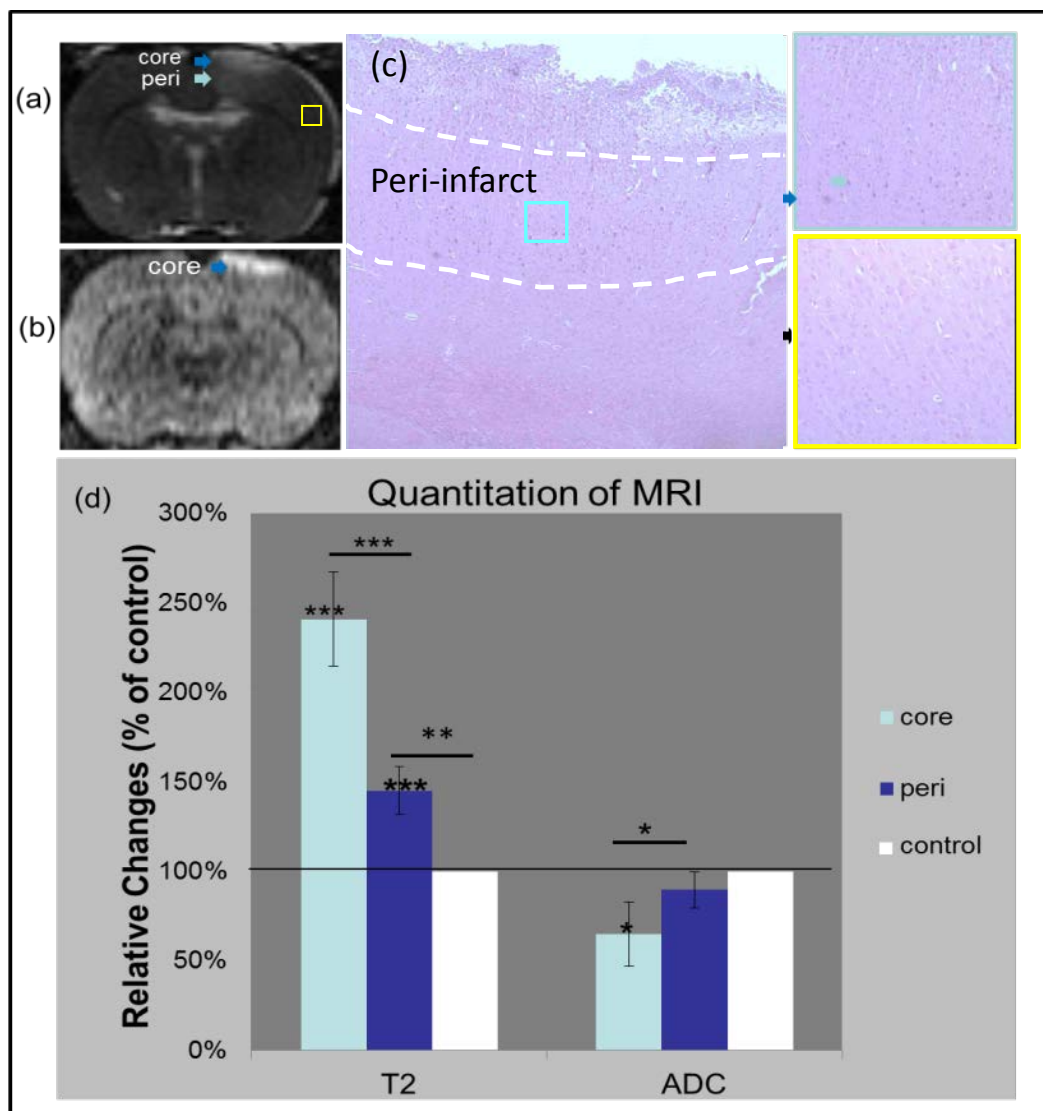 (a)
core
peri
(b)
core
(c)
Peri-infarct
(d)
Quantitation of MRI
Relative Changes (% of control)
300%
250%
200%
150%
100%
50%
0%
***
***
**
***
*
*
T2
ADC
core
peri
control